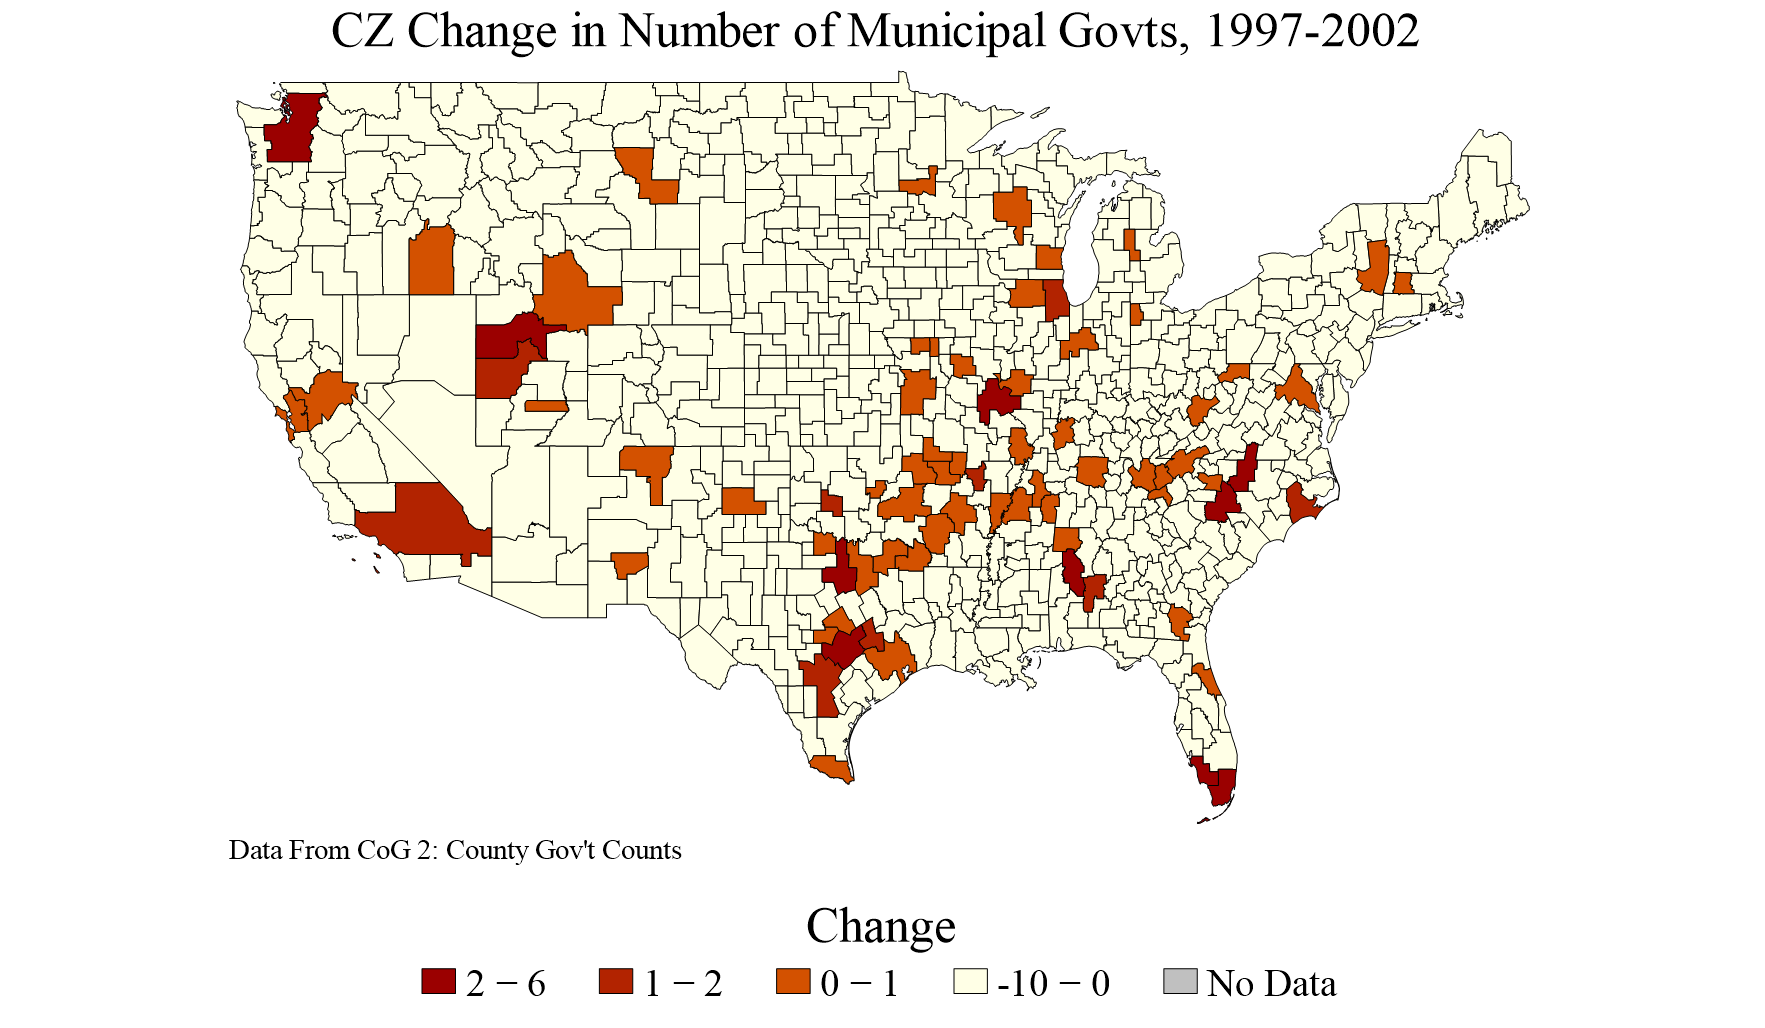 CZ Change in Number of Municipal Govts, 1997-2002
Data From CoG 2: County Gov't Counts
Change
2 − 6
1 − 2
0 − 1
-10 − 0
No Data